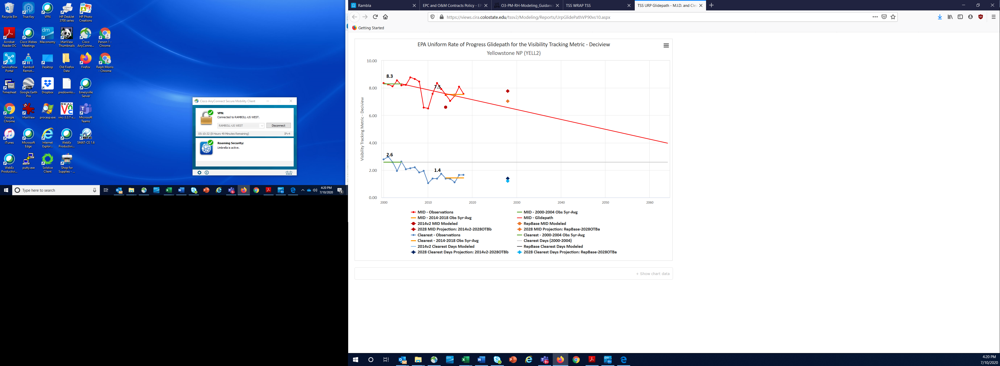 Recycle Bin
True Key
VPN
HP DeskJet
3700 series
HP Photo
Creations
dm
Acrobat
Reader DC
Cisco Webex
Meetings
Maconomy
IrfanView
Thumbnails
Cisco
AnyConne...
Person 1 -
Chrome
ServiceNow
Portal
Ramboll
Remot...
Desktop
Old Firefox
Data
Firefox
Ralph Morris
- Chrome
Pro
Timesheet
Google Earth
Pro
Dropbox
predownlo...
Emeryville
Server
REAL
Google
Chrome
IrfanView
procexp.exe
vnc-3.3.7-x...
Microsoft
Teams
SMAT-CE
iTunes
Microsoft
Edge
Internet
Explor...
WebEx
Productivi...
SMAT-CE 1.6
WebEx
Productivi...
putty.exe
Solstice
Client
Shop for
Supplies - ...
Cisco AnyConnect Secure Mobility Client
VPN:
Connected to RAMBOLL-US WEST.
RAMBOLL-US WEST
Disconnect
05:10:32 (8 Hours 49 Minutes Remaining)
IPv4
Roaming Security:
Umbrella is active.
CISCO
Type here to search
4:20 PM
7/10/2020
6
Rambla
EPC and O&M Contracts Policy - EP
O3-PM-RH-Modeling_Guidance
TSS WRAP TSS
TSS URP Glidepath - M.I.D. and Clea
https://views.cira.colostate.edu/tssv2/Modeling/Reports/UrpGlidePathVP90vs10.aspx
Getting Started
EPA Uniform Rate of Progress Glidepath for the Visibility Tracking Metric - Deciview
Yellowstone NP (YELL2)
Visibility Tracking Metric - Deciview
10.00
8.00
6.00
4.00
2.00
0.00
8.3
7.5
2.6
1.4
2000
2010
2020
2030
2040
2050
2060
MID - Observations
MID - 2000-2004 Obs 5yr-Avg
MID - 2014-2018 Obs 5yr-Avg
MID - Glidepath
2014v2 MID Modeled
RepBase MID Modeled
2028 MID Projection: 2014v2-2028OTBb
2028 MID Projection: RepBase-2028OTBa
Clearest - Observations
Clearest - 2000-2004 Obs 5yr-Avg
Clearest - 2014-2018 Obs 5yr-Avg
Clearest Days (2000-2004)
2014v2 Clearest Days Modeled
RepBase Clearest Days Modeled
2028 Clearest Days Projection: 2014v2-2028OTBb
2028 Clearest Days Projection: RepBase-2028OTBa
+ Show chart data
4:20 PM
7/10/2020